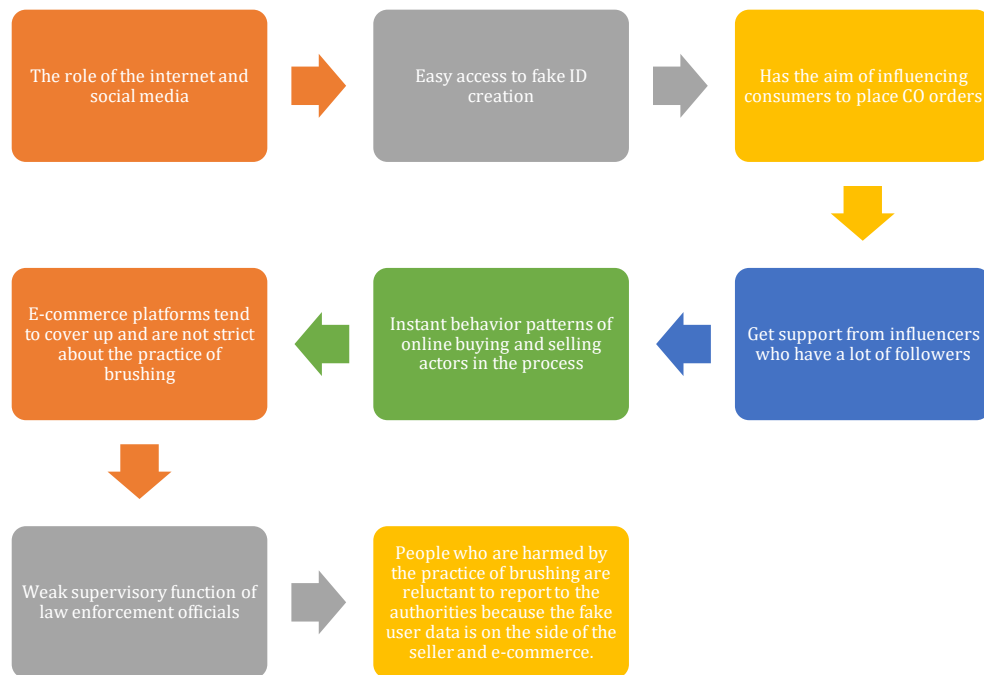 The role of the internet and
social media
Easy access to fake ID
creation
Has the aim of influencing
consumers to place CO orders
Get support from influencers
who have a lot of followers
Instant behavior patterns of
online buying and selling
actors in the process
E-commerce platforms tend
to cover up and are not strict
about the practice of
brushing
Weak supervisory function of
law enforcement officials
People who are harmed by
the practice of brushing are
reluctant to report to the
authorities because the fake
user data is on the side of the
seller and e-commerce.